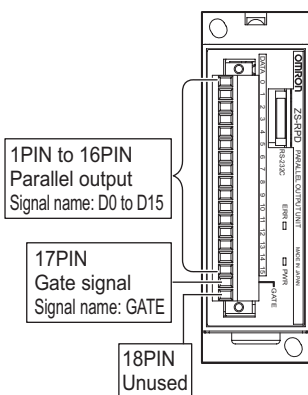 1PIN to 16PIN
Parallel output
Signal name: D0 to D15
17PIN
Gate signal
Signal name: GATE
18PIN
Unused
DATA 0 1 2 3 4 5 6 7 8 9 10 11 12 13 14 15
GATE
RS-232C
ERR
PWR
OMRON
ZS-RPD
PARALLEL OUTPUT UNIT
MADE IN JAPAN